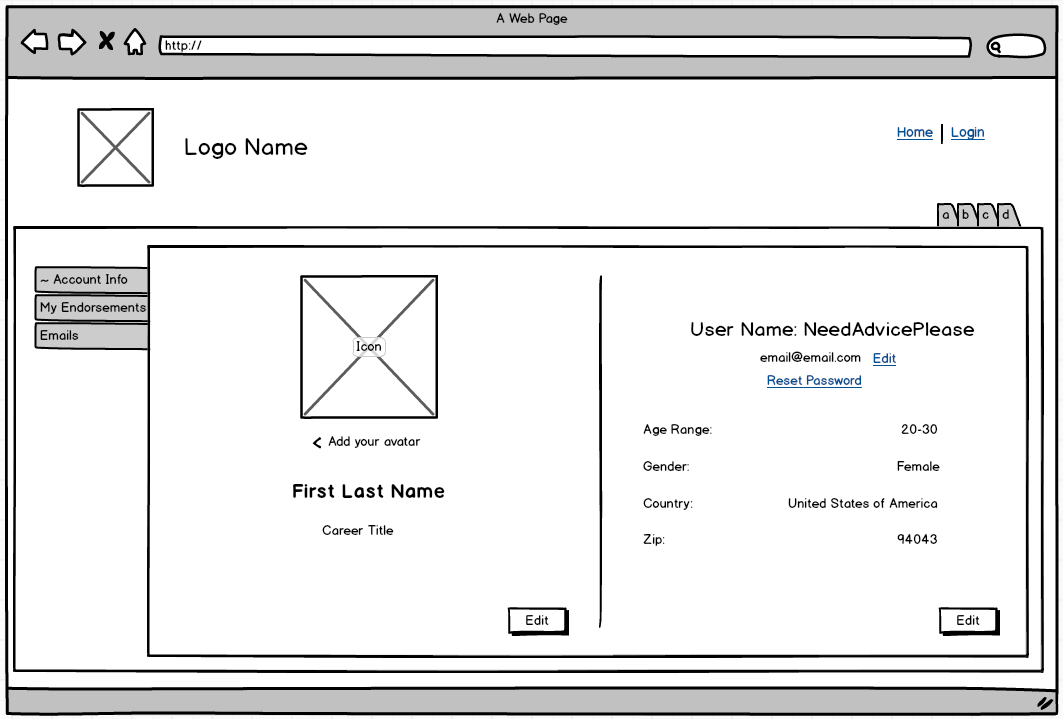 A Web Page
http://
Logo Name
Home
Login
a b c d
~ Account Info
My Endorsements
Emails
Icon
< Add your avatar
First Last Name
Career Title
Edit
User Name: NeedAdvicePlease
email@email.com Edit
Reset Password
Age Range: 20-30
Gender: Female
Country: United States of America
Zip: 94043
Edit